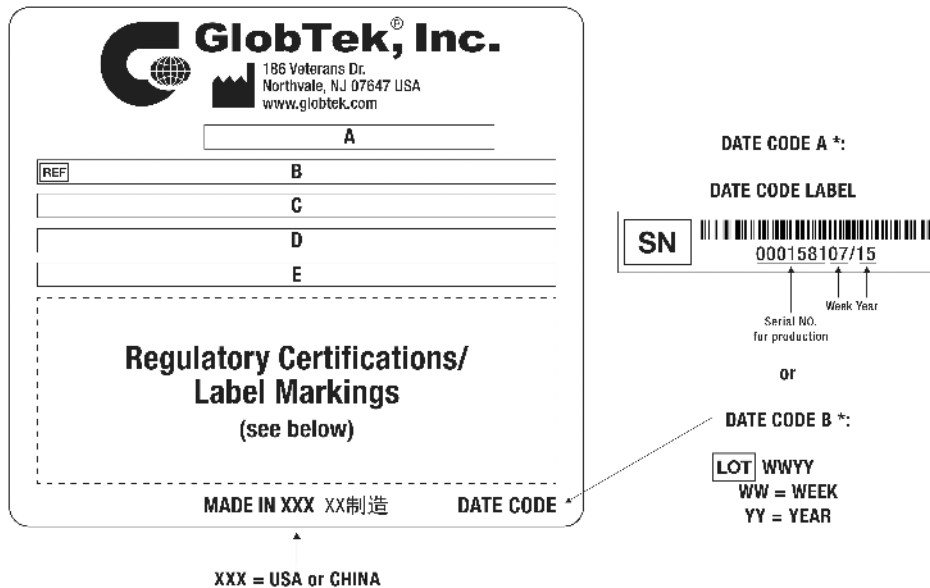 GlobTek®, Inc.
186 Veterans Dr.
Northvale, NJ 07647 USA
www.globtek.com
A
REF B
C
D
E
Regulatory Certifications/
Label Markings
(see below)
MADE IN XXX XX制造 DATE CODE
XXX = USA or CHINA
DATE CODE A *:
DATE CODE LABEL
SN
000158107/15
Week Year
Serial NO.
for production
or
DATE CODE B *:
LOT WWYY
WW = WEEK
YY = YEAR